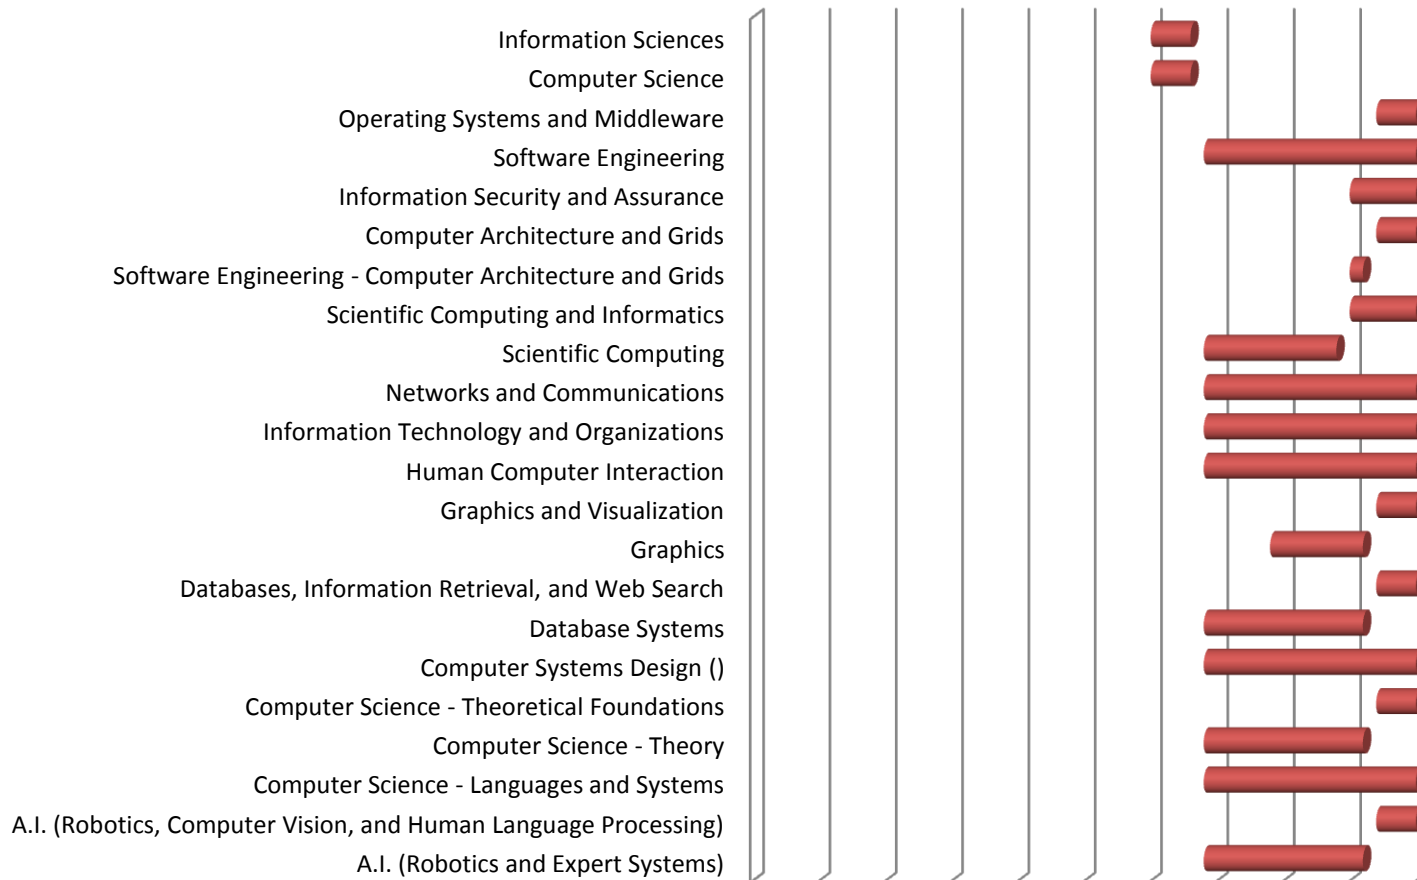 Information Sciences
Computer Science
Operating Systems and Middleware
Software Engineering
Information Security and Assurance
Computer Architecture and Grids
Software Engineering - Computer Architecture and Grids
Scientific Computing and Informatics
Scientific Computing
Networks and Communications
Information Technology and Organizations
Human Computer Interaction
Graphics and Visualization
Graphics
Databases, Information Retrieval, and Web Search
Database Systems
Computer Systems Design ()
Computer Science - Theoretical Foundations
Computer Science - Theory
Computer Science - Languages and Systems
A.I. (Robotics, Computer Vision, and Human Language Processing)
A.I. (Robotics and Expert Systems)